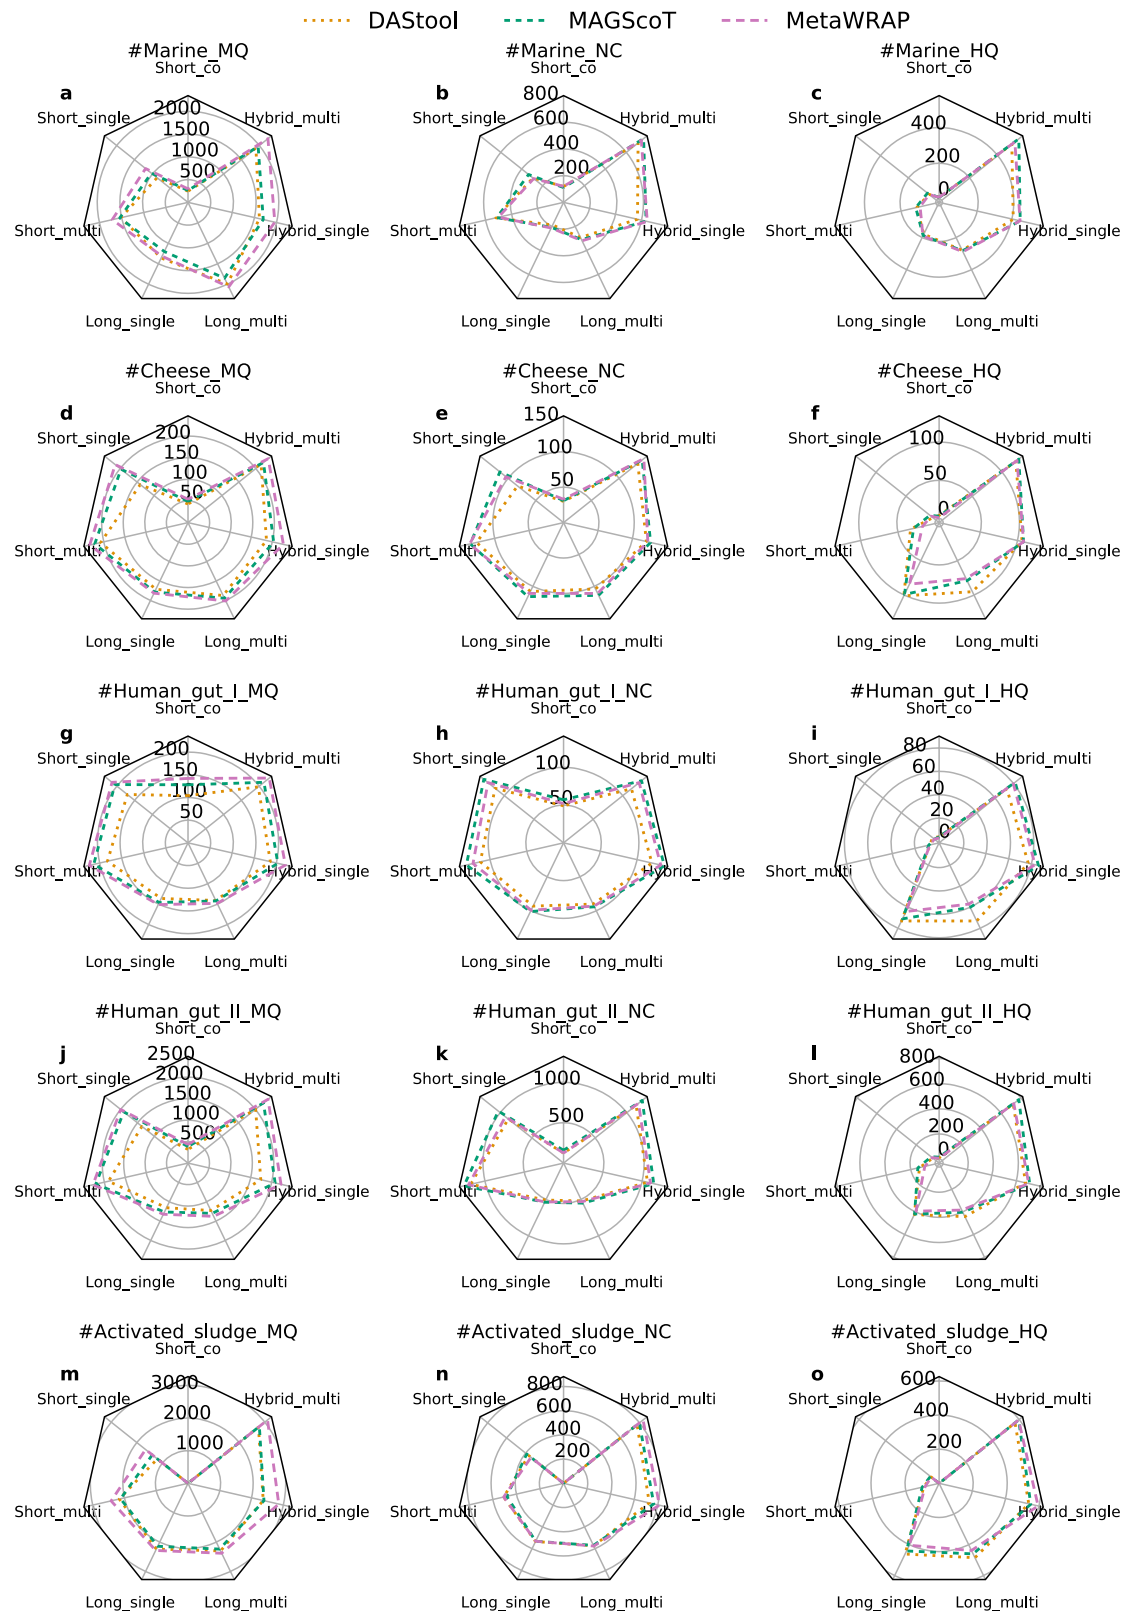 DAStool MAGScoT MetaWRAP
#Marine_MQ #Marine_NC #Marine_HQ
Short_co Short_co Short_co
a b c
Short_single Hybrid_multi Short_single Hybrid_multi Short_single Hybrid_multi
2000 800 400
1500 600 200
1000 400 0
500 200
Short_multi Hybrid_single Short_multi Hybrid_single Short_multi Hybrid_single
Long_single Long_multi Long_single Long_multi Long_single Long_multi
#Cheese_MQ #Cheese_NC #Cheese_HQ
Short_co Short_co Short_co
d e f
Short_single Hybrid_multi Short_single Hybrid_multi Short_single Hybrid_multi
200 150 100
150 100 50
100 50 0
50
Short_multi Hybrid_single Short_multi Hybrid_single Short_multi Hybrid_single
Long_single Long_multi Long_single Long_multi Long_single Long_multi
#Human_gut_I_MQ #Human_gut_I_NC #Human_gut_I_HQ
Short_co Short_co Short_co
g h i
Short_single Hybrid_multi Short_single Hybrid_multi Short_single Hybrid_multi
200 100 80
150 50 60
100 40
50 20
0
Short_multi Hybrid_single Short_multi Hybrid_single Short_multi Hybrid_single
Long_single Long_multi Long_single Long_multi Long_single Long_multi
#Human_gut_II_MQ #Human_gut_II_NC #Human_gut_II_HQ
Short_co Short_co Short_co
j k l
Short_single Hybrid_multi Short_single Hybrid_multi Short_single Hybrid_multi
2500 1000 800
2000 500 600
1500 400
1000 200
500 0
Short_multi Hybrid_single Short_multi Hybrid_single Short_multi Hybrid_single
Long_single Long_multi Long_single Long_multi Long_single Long_multi
#Activated_sludge_MQ #Activated_sludge_NC #Activated_sludge_HQ
Short_co Short_co Short_co
m n o
Short_single Hybrid_multi Short_single Hybrid_multi Short_single Hybrid_multi
3000 800 600
2000 600 400
1000 400 200
200
Short_multi Hybrid_single Short_multi Hybrid_single Short_multi Hybrid_single
Long_single Long_multi Long_single Long_multi Long_single Long_multi